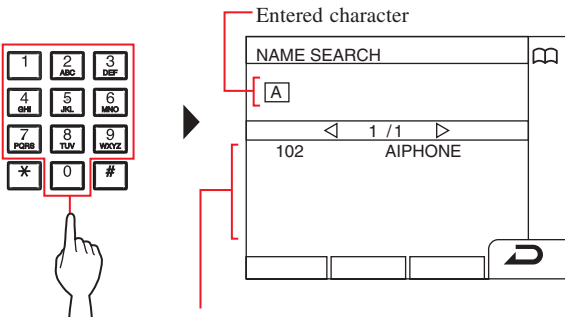 Entered character
NAME SEARCH
A
1 /1
102 AIPHONE
1 2 3
ABC DEF
4 5 6
GHI JKL MNO
7 8 9
PQRS TUV WXYZ
* 0 #